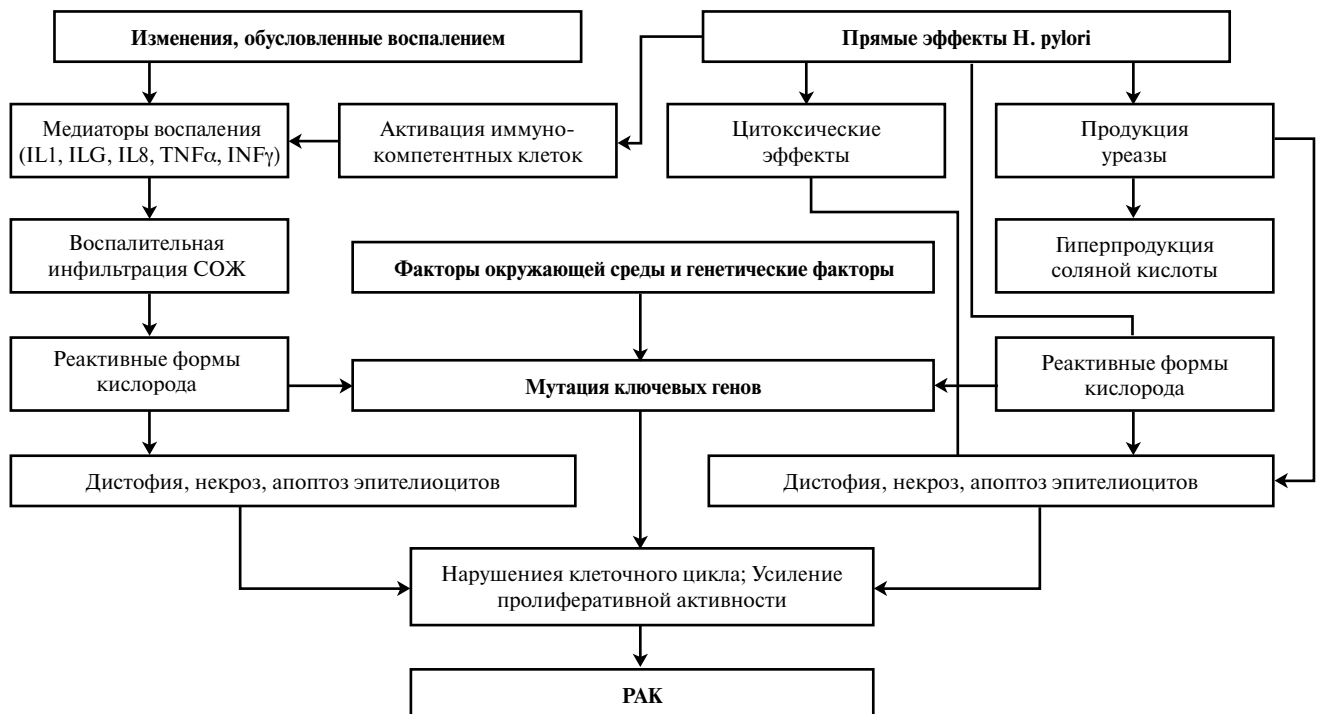 Изменения, обусловленные воспалением
Прямые эффекты H. pylori
Медиаторы воспаления
(IL1, ILG, IL8, TNFα, INFγ)
Активация иммуно-
компетентных клеток
Цитоксические
эффекты
Продукция
уреазы
Воспалительная
инфильтрация СОЖ
Факторы окружающей среды и генетические факторы
Гиперпродукция
соляной кислоты
Реактивные формы
кислорода
Мутация ключевых генов
Реактивные формы
кислорода
Дистофия, некроз, апоптоз эпителиоцитов
Дистофия, некроз, апоптоз эпителиоцитов
Нарушениея клеточного цикла; Усиление
пролиферативной активности
РАК